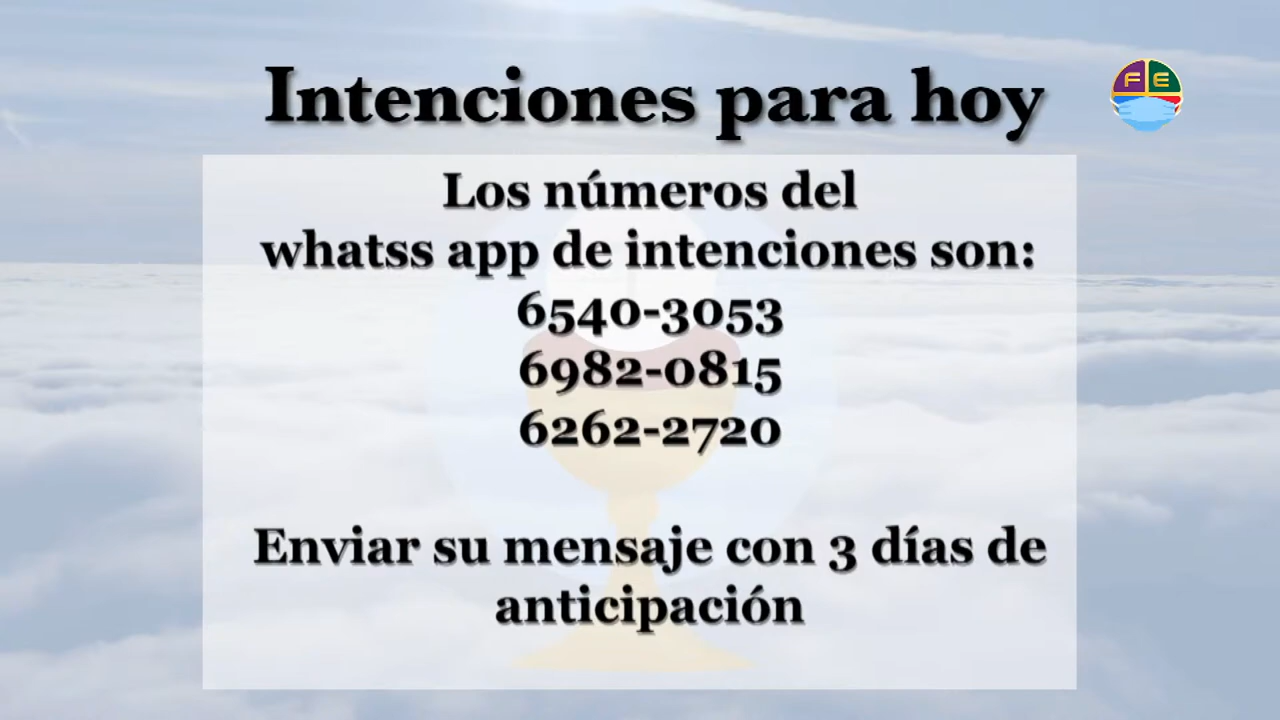 Intenciones para hoy
FE
Los números del
whatss app de intenciones son:
6540-3053
6982-0815
6262-2720
Enviar su mensaje con 3 días de
anticipación